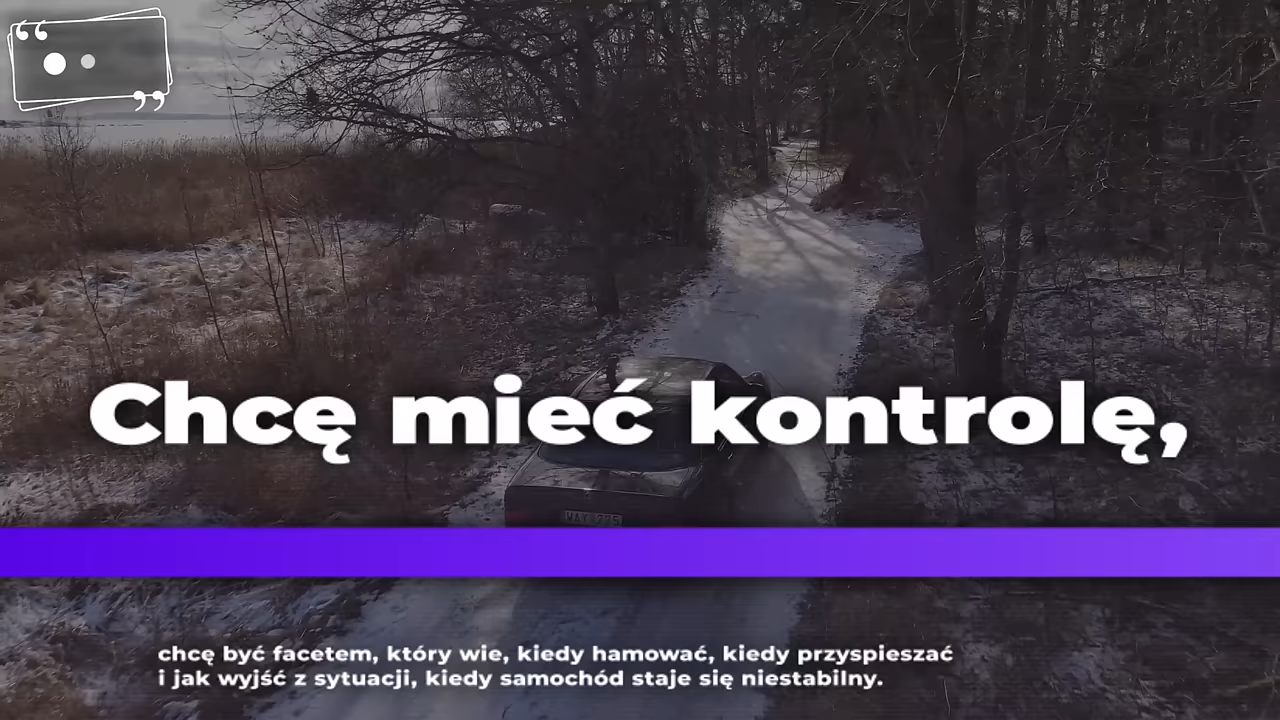 Chcę mieć kontrolę,
chcę być facetem, który wie, kiedy hamować, kiedy przyspieszać
i jak wyjść z sytuacji, kiedy samochód staje się niestabilny.